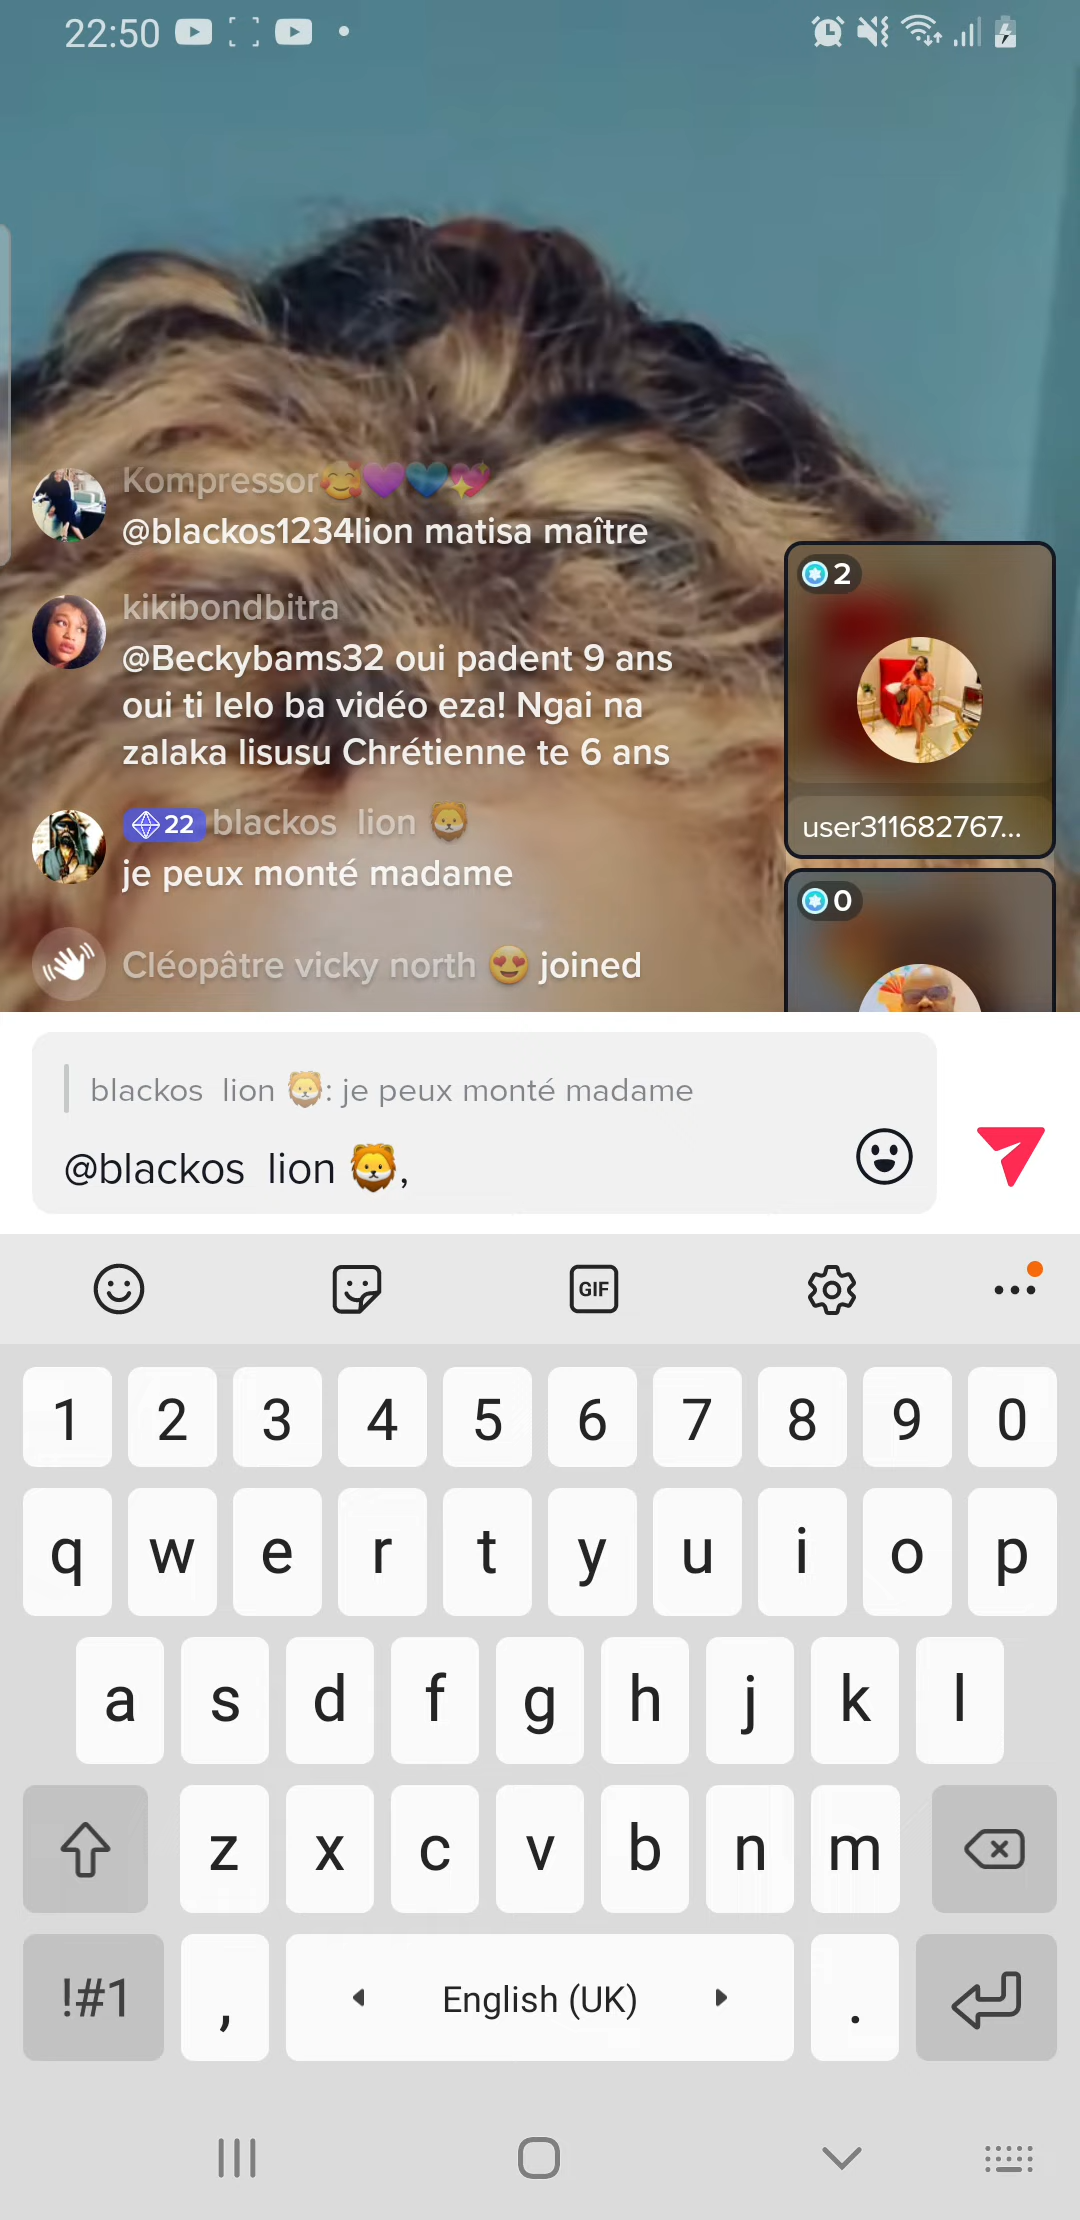 22:50
Kompressor🥰💜💙💖
@blackos1234lion matisa maître
kikibondbitra
@Beckybams32 oui padent 9 ans
oui ti lelo ba vidéo eza! Ngai na
zalaka lisusu Chrétienne te 6 ans
22 blackos lion 🦁
je peux monté madame
Cléopâtre vicky north 😍 joined
2
user311682767...
0
blackos lion 🦁: je peux monté madame
@blackos lion 🦁,
GIF
1 2 3 4 5 6 7 8 9 0
q w e r t y u i o p
a s d f g h j k l
z x c v b n m
!#1 , English (UK) .